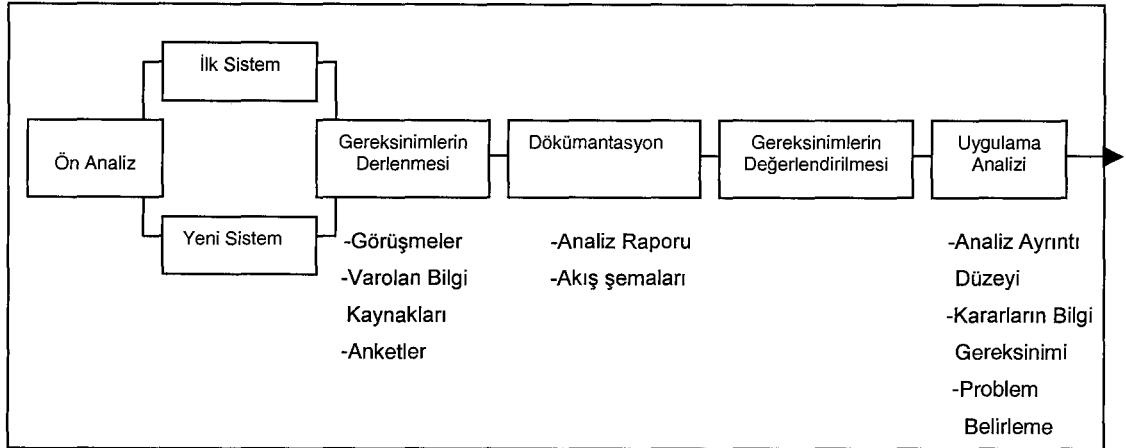 İlk Sistem
Ön Analiz
Yeni Sistem
Gereksinimlerin
Derlenmesi
-Görüşmeler
-Varolan Bilgi
Kaynakları
-Anketler
Dökümantasyon
-Analiz Raporu
-Akış şemaları
Gereksinimlerin
Değerlendirilmesi
Uygulama
Analizi
-Analiz Ayrıntı
Düzeyi
-Kararların Bilgi
Gereksinimi
-Problem
Belirleme